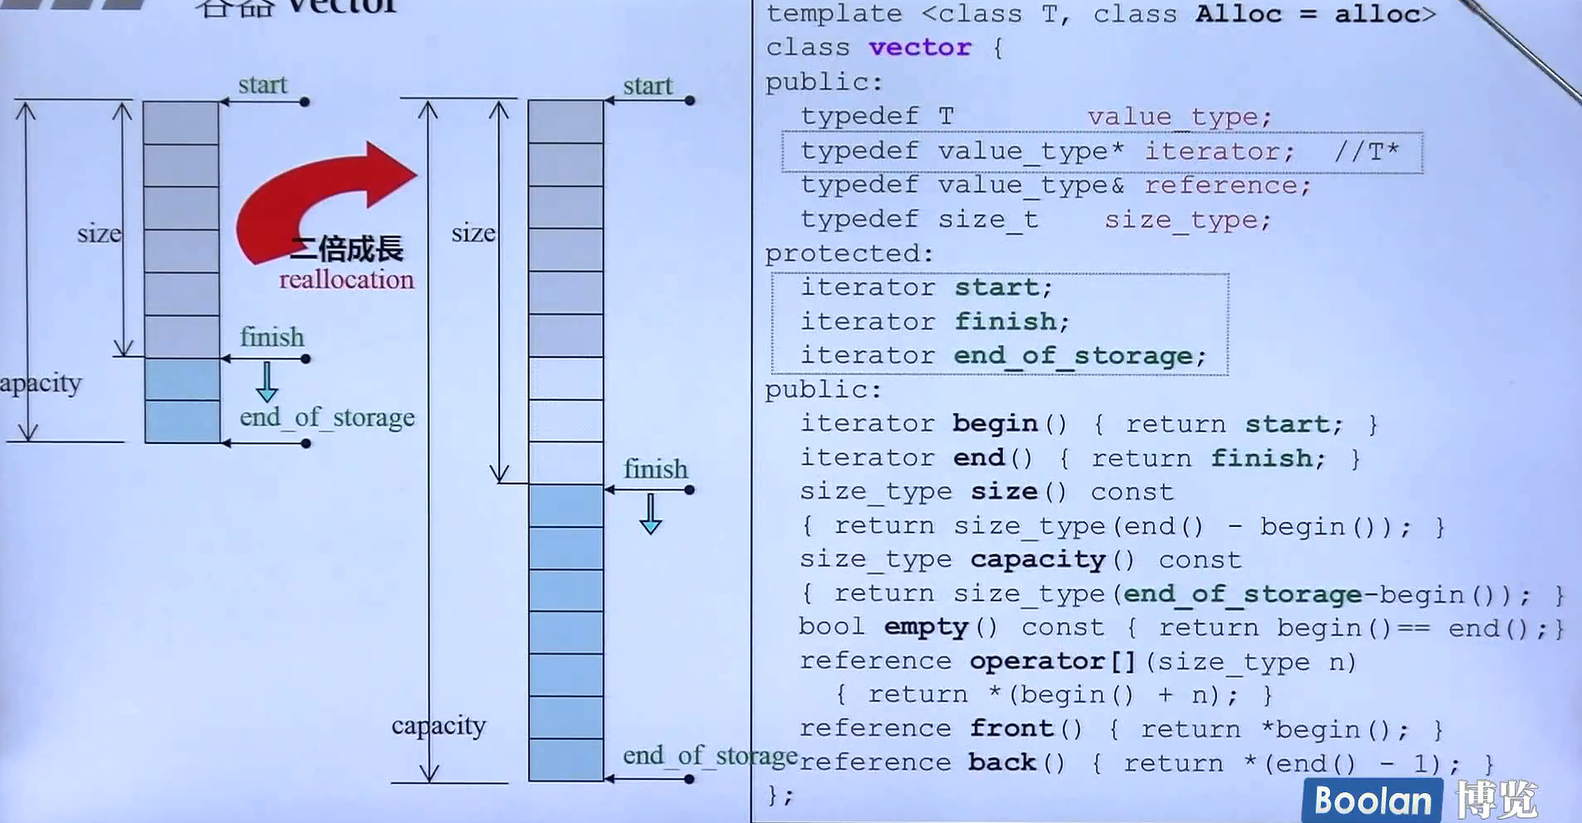 容器 vector
start
size
apacity
finish
end_of_storage
二倍成長
reallocation
start
size
finish
capacity
end_of_storage
template <class T, class Alloc = alloc>
class vector {
public:
typedef T value_type;
typedef value_type* iterator; //T*
typedef value_type& reference;
typedef size_t size_type;
protected:
iterator start;
iterator finish;
iterator end_of_storage;
public:
iterator begin() { return start; }
iterator end() { return finish; }
size_type size() const
{ return size_type(end() - begin()); }
size_type capacity() const
{ return size_type(end_of_storage-begin()); }
bool empty() const { return begin()== end();}
reference operator[](size_type n)
{ return *(begin() + n); }
reference front() { return *begin(); }
reference back() { return *(end() - 1); }
};
Boolan 博览